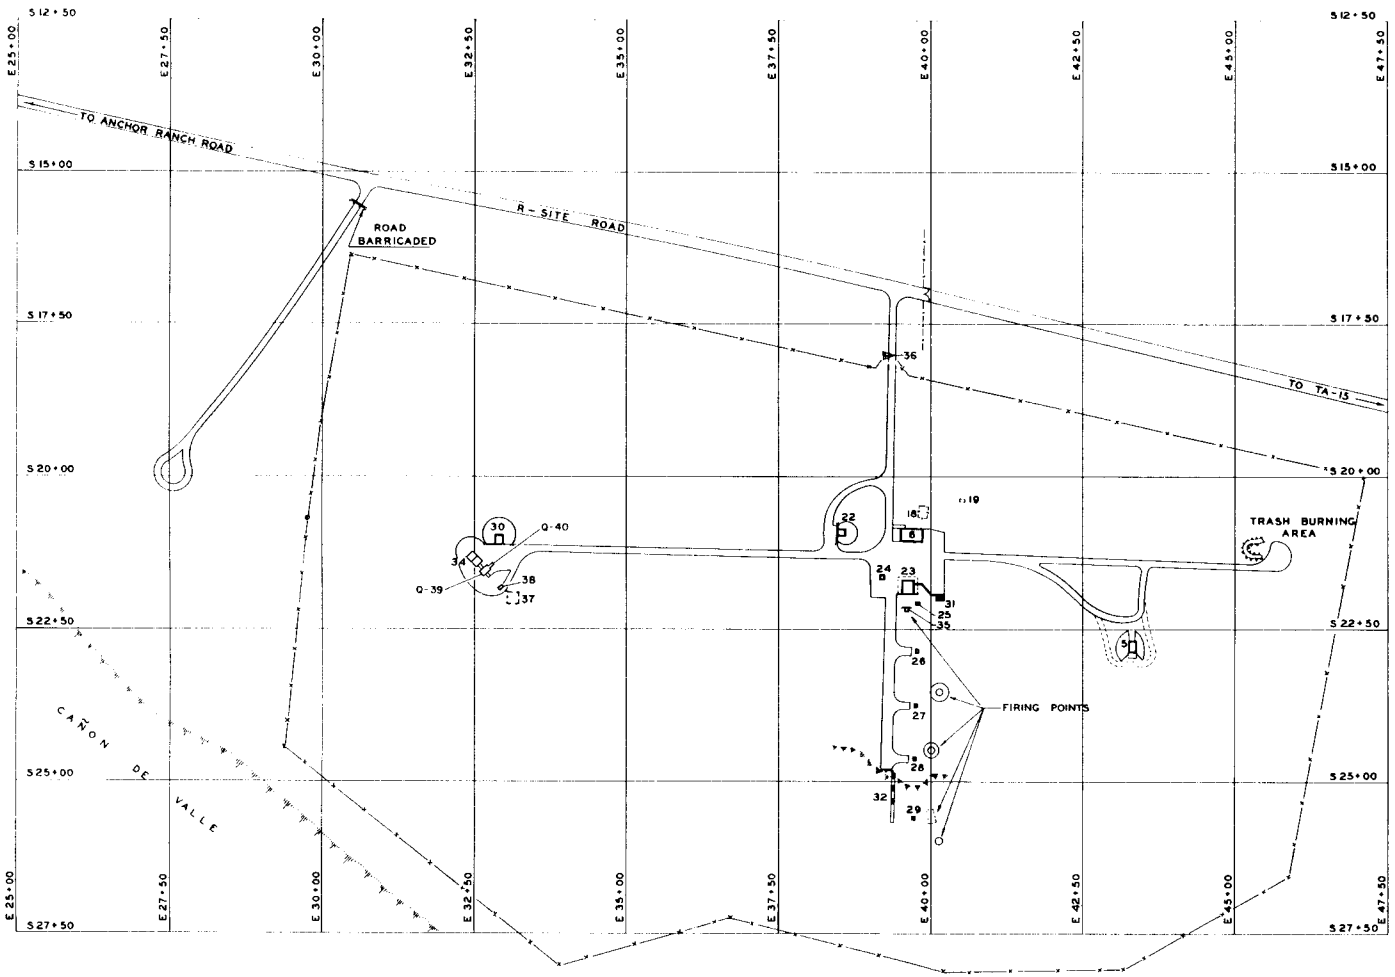 S 12 + 50
S 12 + 50
E 25 + 00
E 27 + 50
E 30 + 00
E 32 + 50
E 35 + 00
E 37 + 50
E 40 + 00
E 42 + 50
E 45 + 00
E 47 + 50
TO ANCHOR RANCH ROAD
S 15 + 00
S 15 + 00
R - SITE ROAD
ROAD
BARRICADED
S 17 + 50
S 17 + 50
36
TO TA-15
S 20 + 00
S 20 + 00
19
18
30
Q-40
22
6
TRASH BURNING
AREA
34
24
23
38
Q-39
37
31
25
35
S 22 + 50
S 22 + 50
5
26
27
FIRING POINTS
CAÑON DE VALLE
28
S 25 + 00
S 25 + 00
32
29
E 25 + 00
E 27 + 50
E 30 + 00
E 32 + 50
E 35 + 00
E 37 + 50
E 40 + 00
E 42 + 50
E 45 + 00
E 47 + 50
S 27 + 50
S 27 + 50